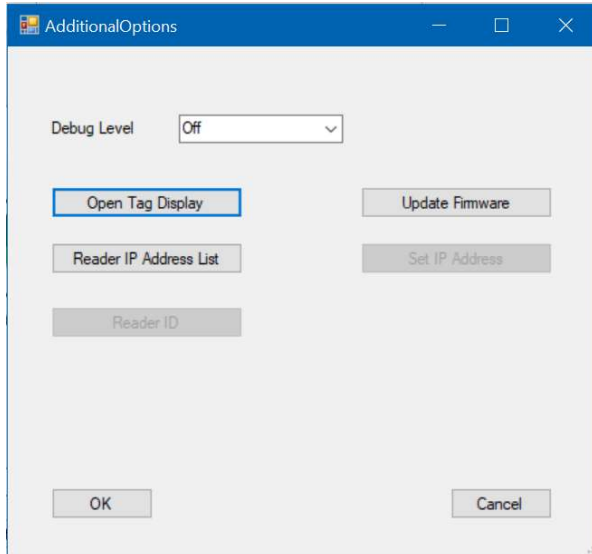 AdditionalOptions
Debug Level Off
Open Tag Display Update Firmware
Reader IP Address List Set IP Address
Reader ID
OK Cancel